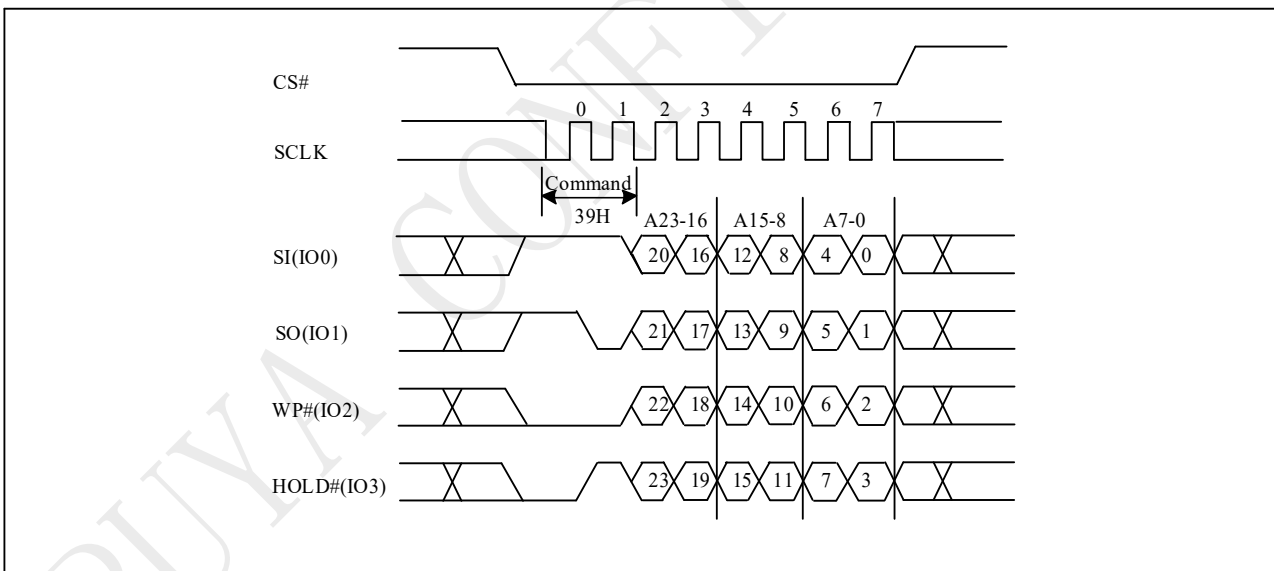 CS#
0 1 2 3 4 5 6 7
SCLK
Command
39H
A23-16 A15-8 A7-0
SI(IO0) 20 16 12 8 4 0
SO(IO1) 21 17 13 9 5 1
WP#(IO2) 22 18 14 10 6 2
HOLD#(IO3) 23 19 15 11 7 3
PUYA CONF